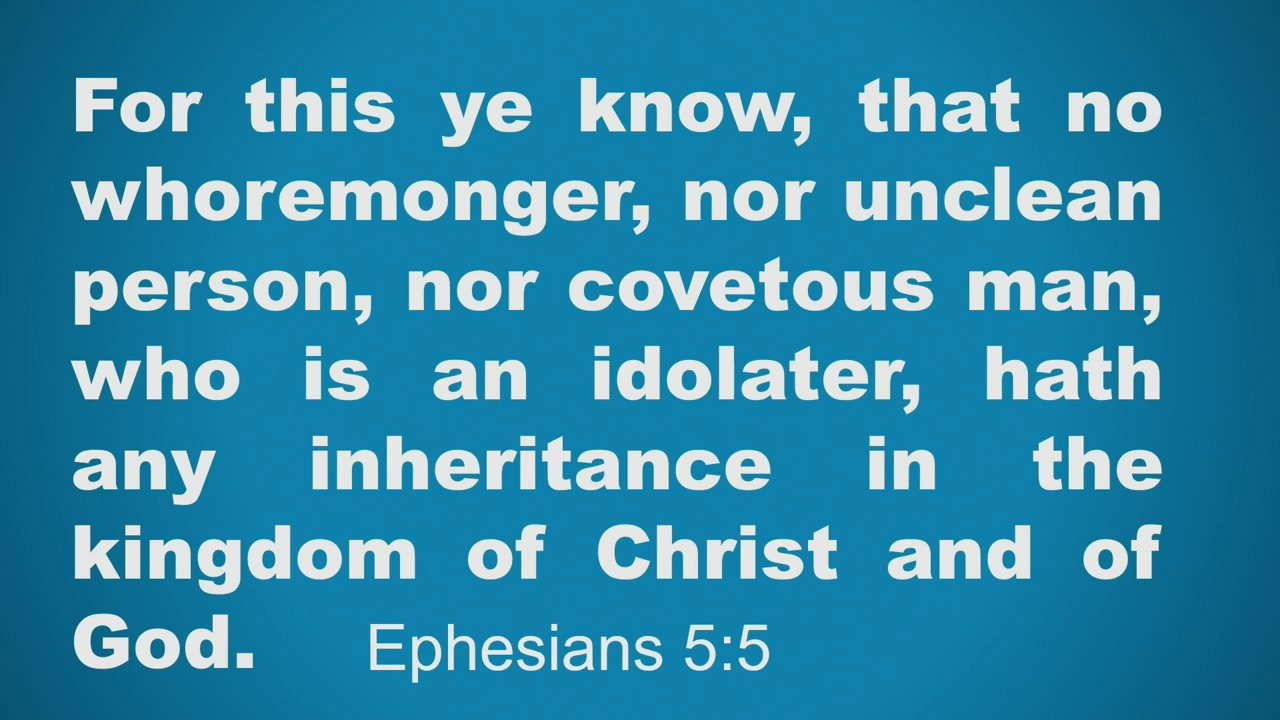 For this ye know, that no
whoremonger, nor unclean
person, nor covetous man,
who is an idolater, hath
any inheritance in the
kingdom of Christ and of
God. Ephesians 5:5